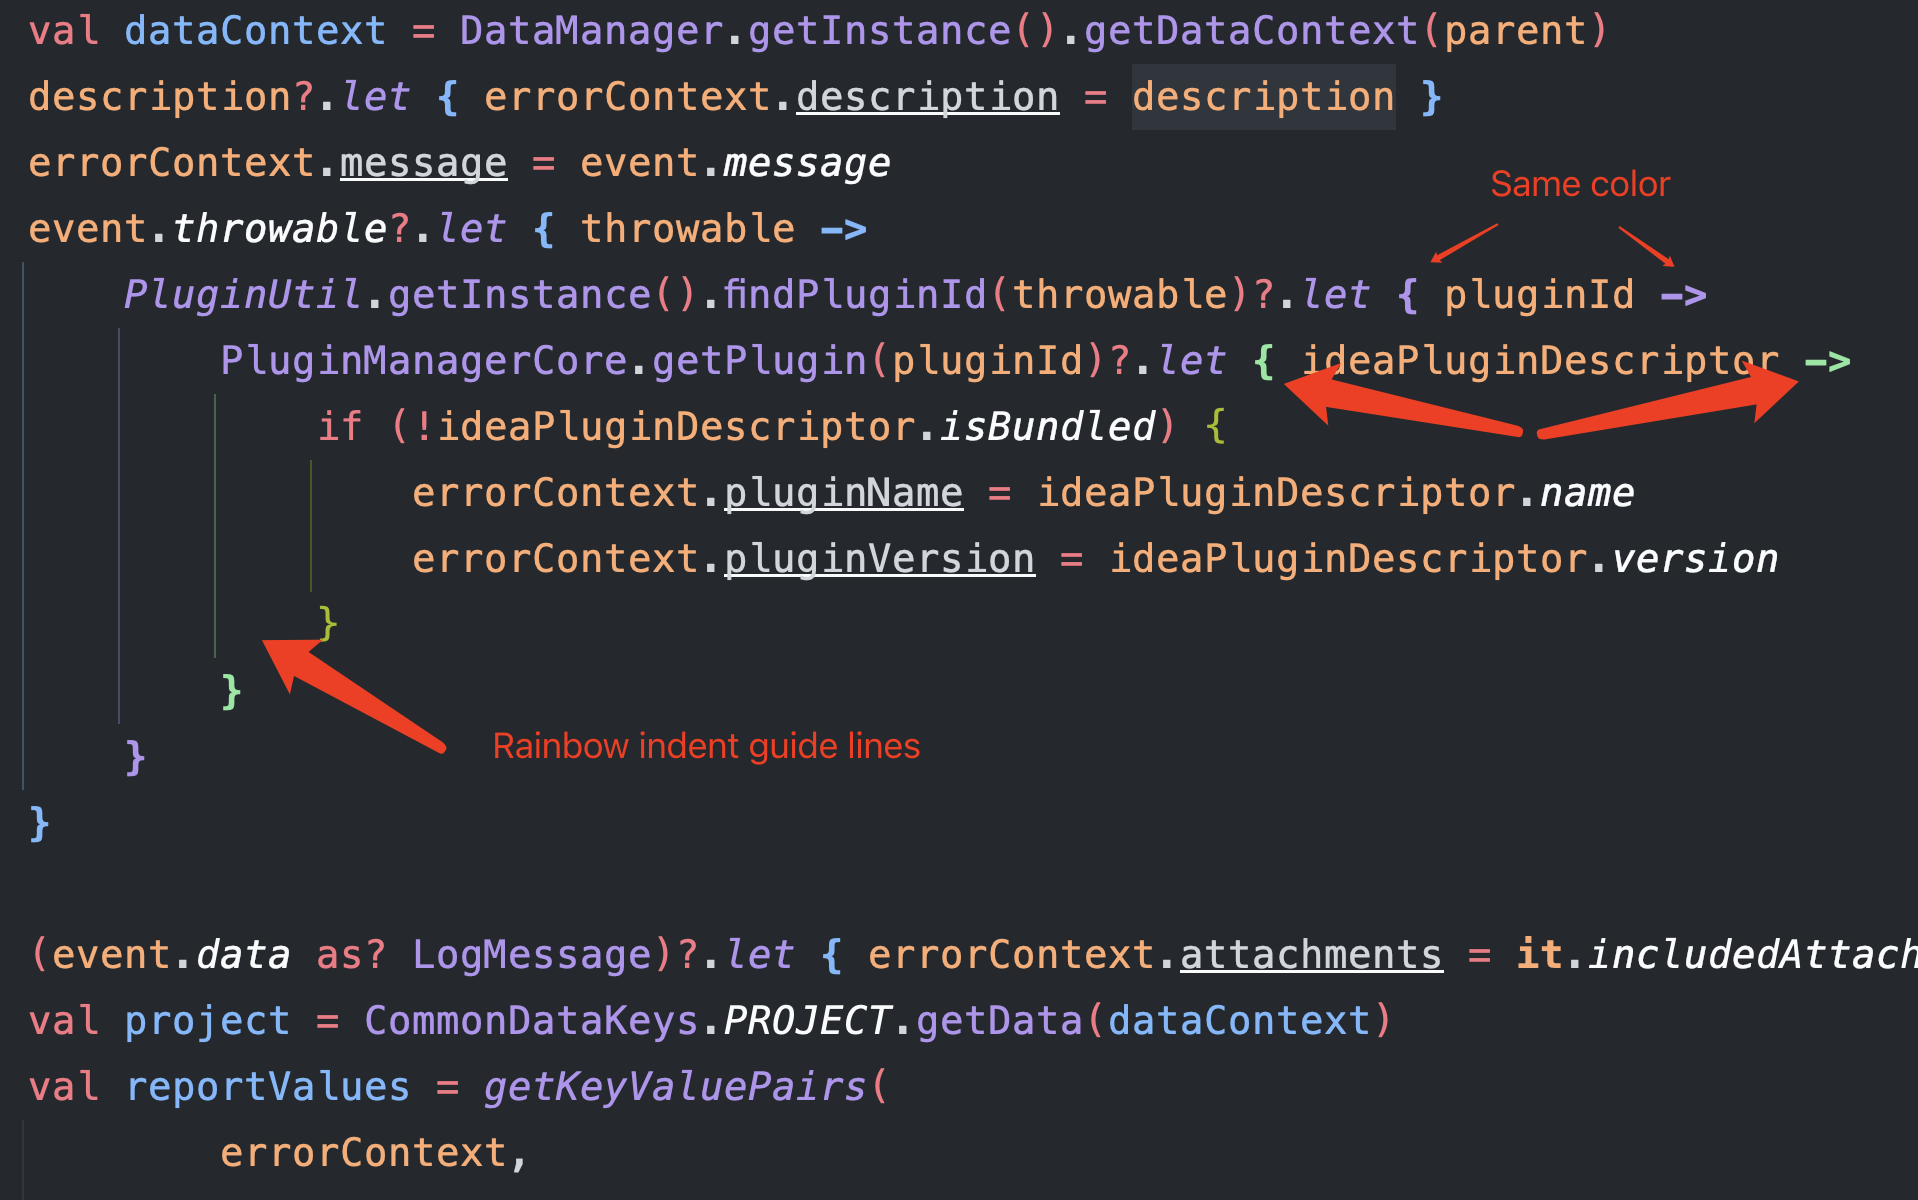 val dataContext = DataManager.getInstance().getDataContext(parent)
description?.let { errorContext.description = description }
errorContext.message = event.message
Same color
event.throwable?.let { throwable ->
    PluginUtil.getInstance().findPluginId(throwable)?.let { pluginId ->
        PluginManagerCore.getPlugin(pluginId)?.let { ideaPluginDescriptor ->
            if (!ideaPluginDescriptor.isBundled) {
                errorContext.pluginName = ideaPluginDescriptor.name
                errorContext.pluginVersion = ideaPluginDescriptor.version
            }
        }
Rainbow indent guide lines
    }
}
(event.data as? LogMessage)?.let { errorContext.attachments = it.includedAttach
val project = CommonDataKeys.PROJECT.getData(dataContext)
val reportValues = getKeyValuePairs(
        errorContext,